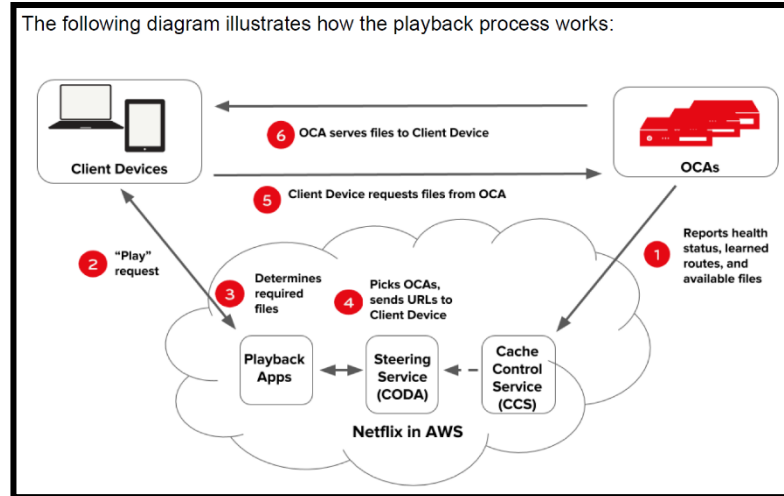 The following diagram illustrates how the playback process works:
6 OCA serves files to Client Device
Client Devices
OCAs
5 Client Device requests files from OCA
1 Reports health
status, learned
routes, and
available files
2 "Play"
request
3 Determines
required
files
4 Picks OCAs,
sends URLs to
Client Device
Playback
Apps
Steering
Service
(CODA)
Cache
Control
Service
(CCS)
Netflix in AWS